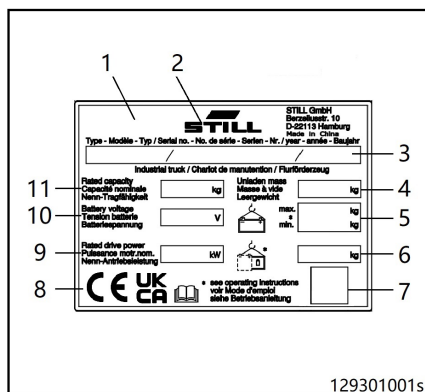 1
2
STILL
STILL GmbH
Berzeliusstr. 10
D-22113 Hamburg
Made in China
Type - Modèle - Typ / Serial no. - No. de série - Serien - Nr. / year - année - Baujahr
/ / 3
Industrial truck / Chariot de manutention / Flurförderzeug
11 Rated capacity
Capacité nominale
Nenn-Tragfähigkeit
kg
Unladen mass
Masse à vide
Leergewicht
kg 4
10 Battery voltage
Tension batterie
Batteriespannung
V
max. kg
*
min. kg
5
9 Rated drive power
Puissance motr.nom.
Nenn-Antriebsleistung
kW
*
kg 6
8 CE UK
CA
* see operating instructions
voir Mode d'emploi
siehe Betriebsanleitung
7
129301001s